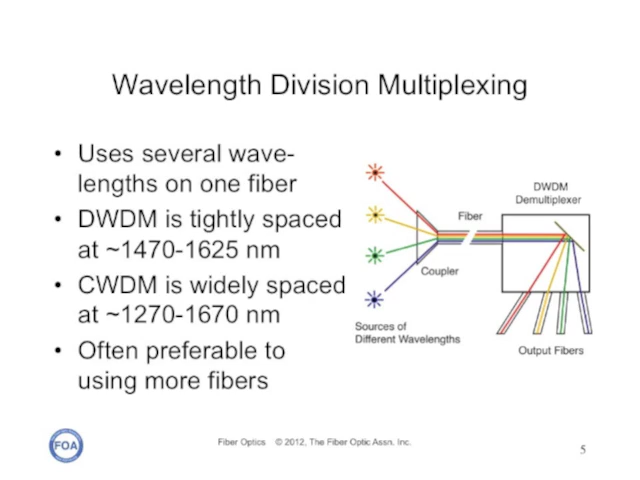 Wavelength Division Multiplexing
• Uses several wave-
lengths on one fiber
• DWDM is tightly spaced
at ~1470-1625 nm
• CWDM is widely spaced
at ~1270-1670 nm
• Often preferable to
using more fibers
DWDM
Demultiplexer
Fiber
Coupler
Sources of
Different Wavelengths
Output Fibers
FOA
Fiber Optics © 2012, The Fiber Optic Assn. Inc.
5